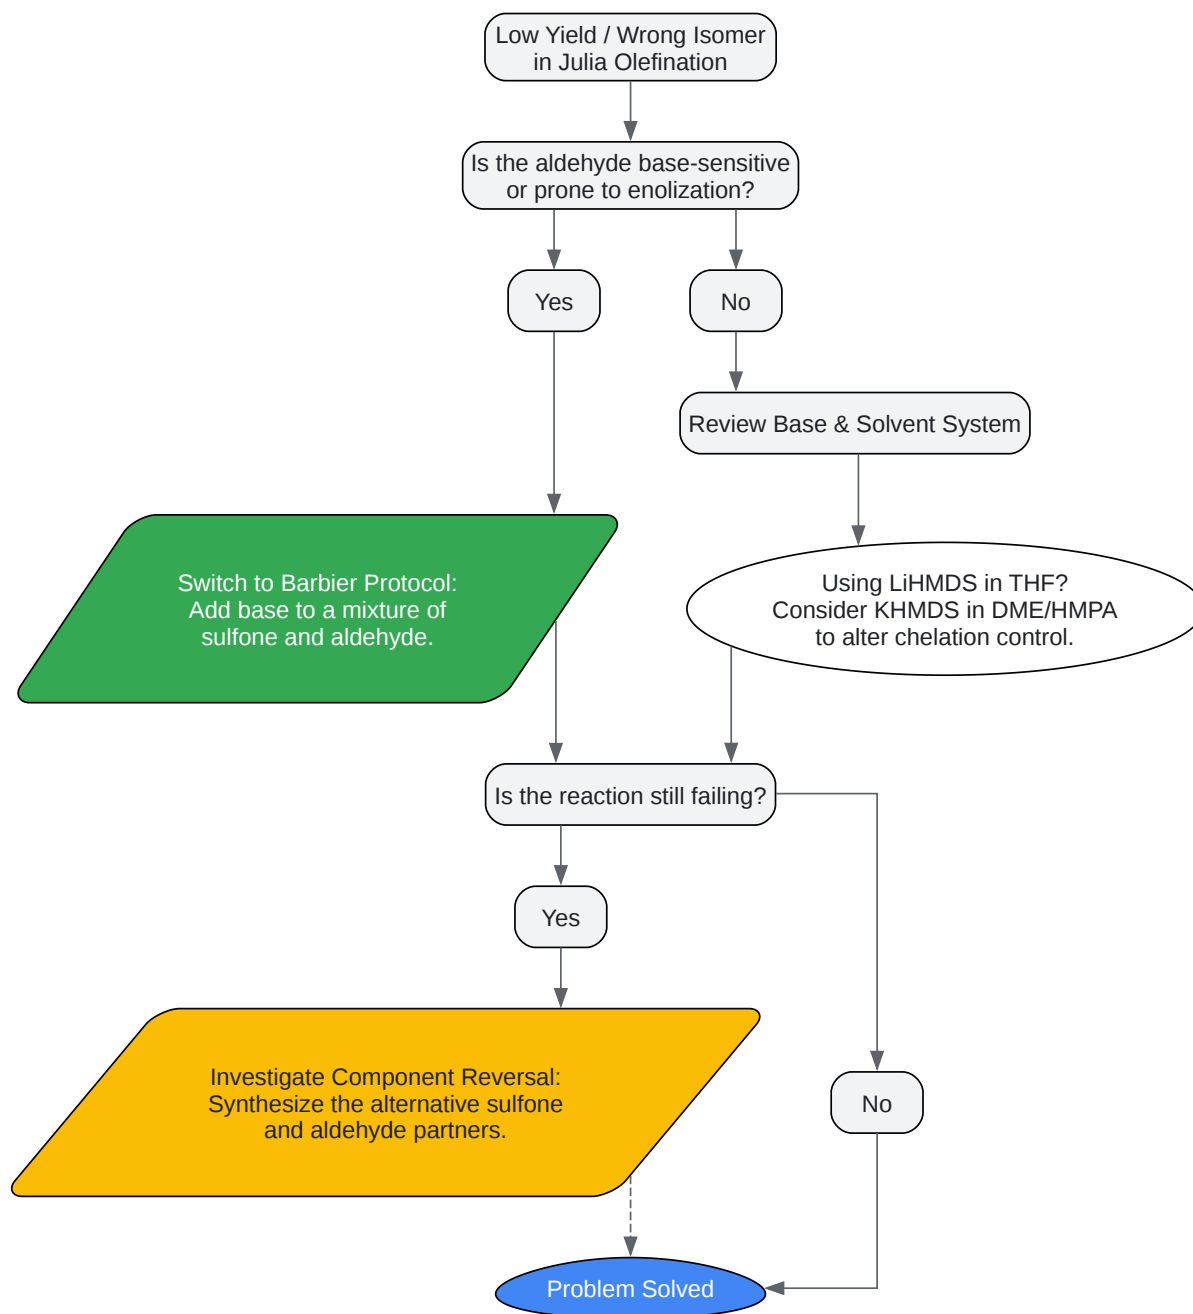 Low Yield / Wrong Isomer
in Julia Olefination
Is the aldehyde base-sensitive
or prone to enolization?
Yes
No
Review Base & Solvent System
Switch to Barbier Protocol:
Add base to a mixture of
sulfone and aldehyde.
Using LiHMDS in THF?
Consider KHMDS in DME/HMPA
to alter chelation control.
Is the reaction still failing?
Yes
Investigate Component Reversal:
Synthesize the alternative sulfone
and aldehyde partners.
No
Problem Solved